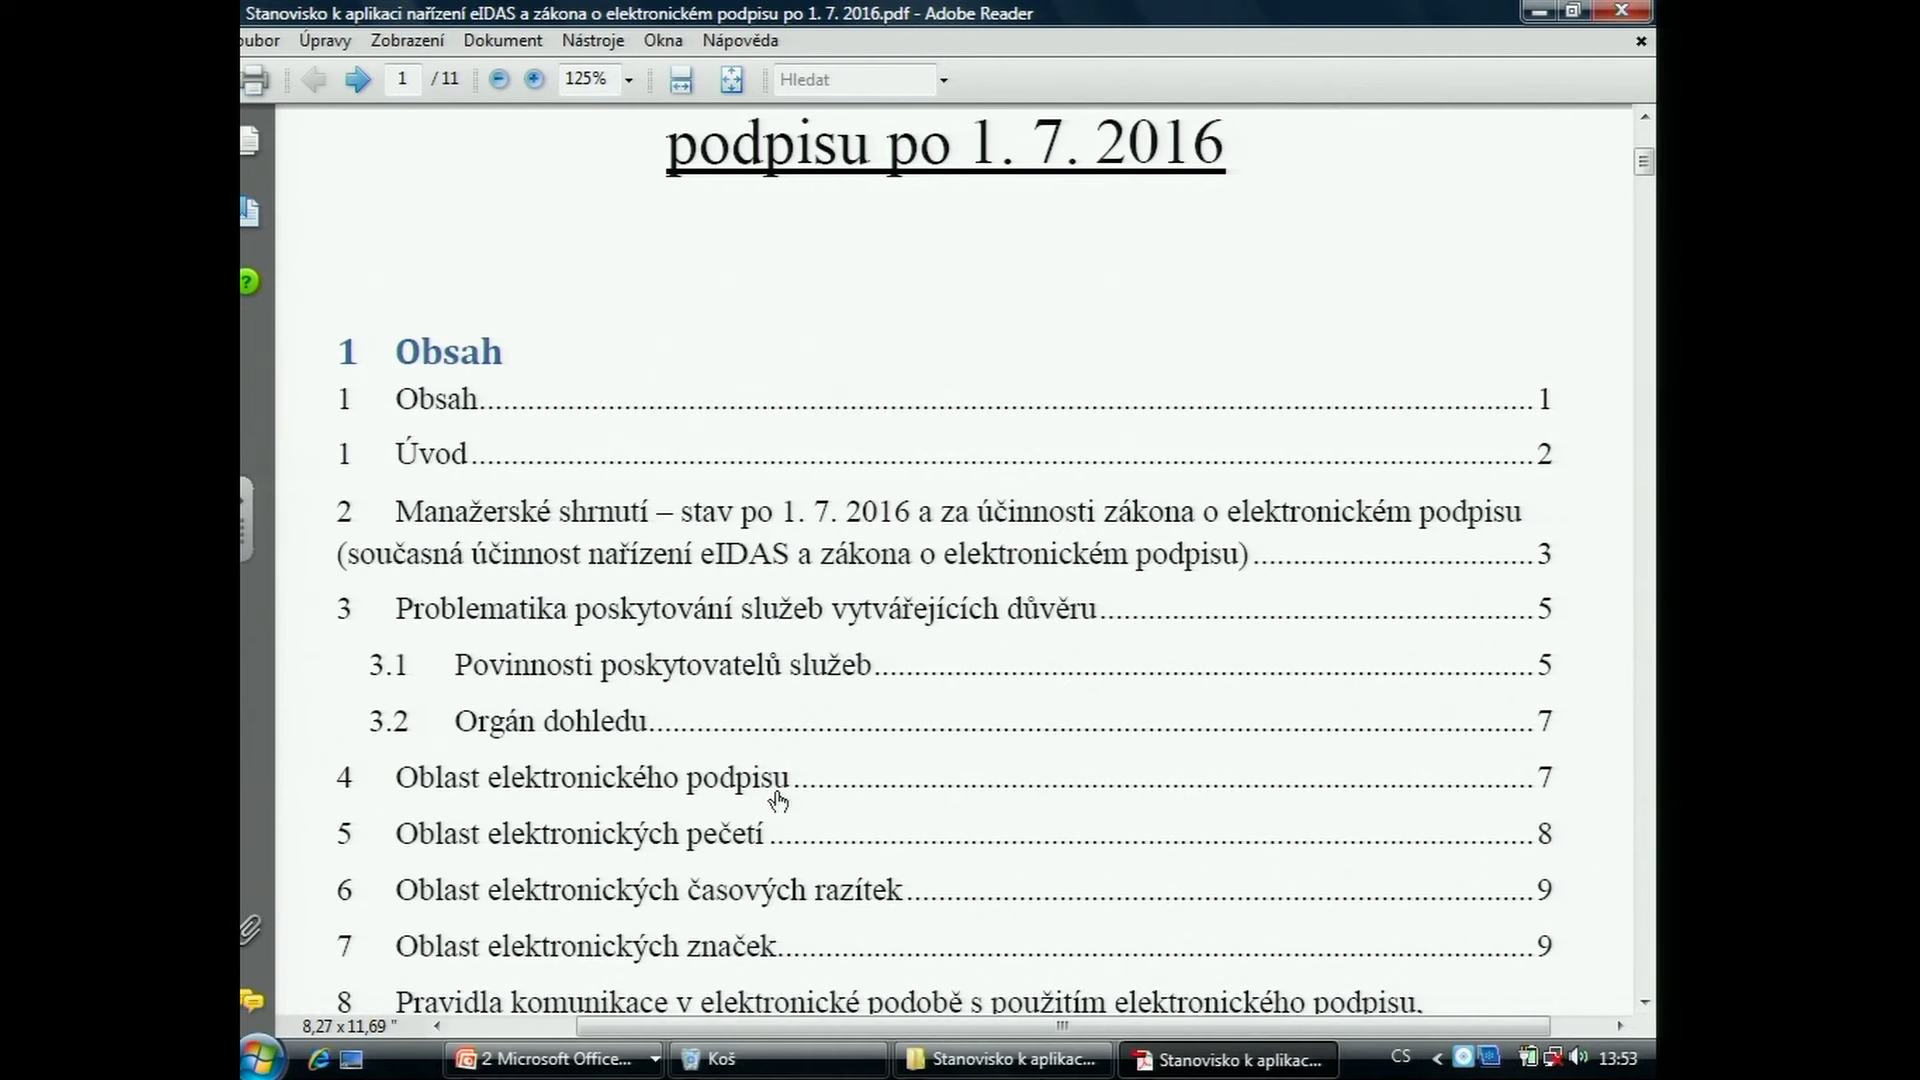 Stanovisko k aplikaci nařízení eIDAS a zákona o elektronickém podpisu po 1. 7. 2016.pdf - Adobe Reader
oubor Úpravy Zobrazení Dokument Nástroje Okna Nápověda
1 / 11 125% Hledat
podpisu po 1. 7. 2016
1 Obsah
1 Obsah 1
1 Úvod 2
2 Manažerské shrnutí – stav po 1. 7. 2016 a za účinnosti zákona o elektronickém podpisu
(současná účinnost nařízení eIDAS a zákona o elektronickém podpisu) 3
3 Problematika poskytování služeb vytvářejících důvěru 5
3.1 Povinnosti poskytovatelů služeb 5
3.2 Orgán dohledu 7
4 Oblast elektronického podpisu 7
5 Oblast elektronických pečetí 8
6 Oblast elektronických časových razítek 9
7 Oblast elektronických značek 9
8 Pravidla komunikace v elektronické podobě s použitím elektronického podpisu,
8,27 x 11,69 "
2 Microsoft Office... Koš Stanovisko k aplikac... Stanovisko k aplikac... CS 13:53